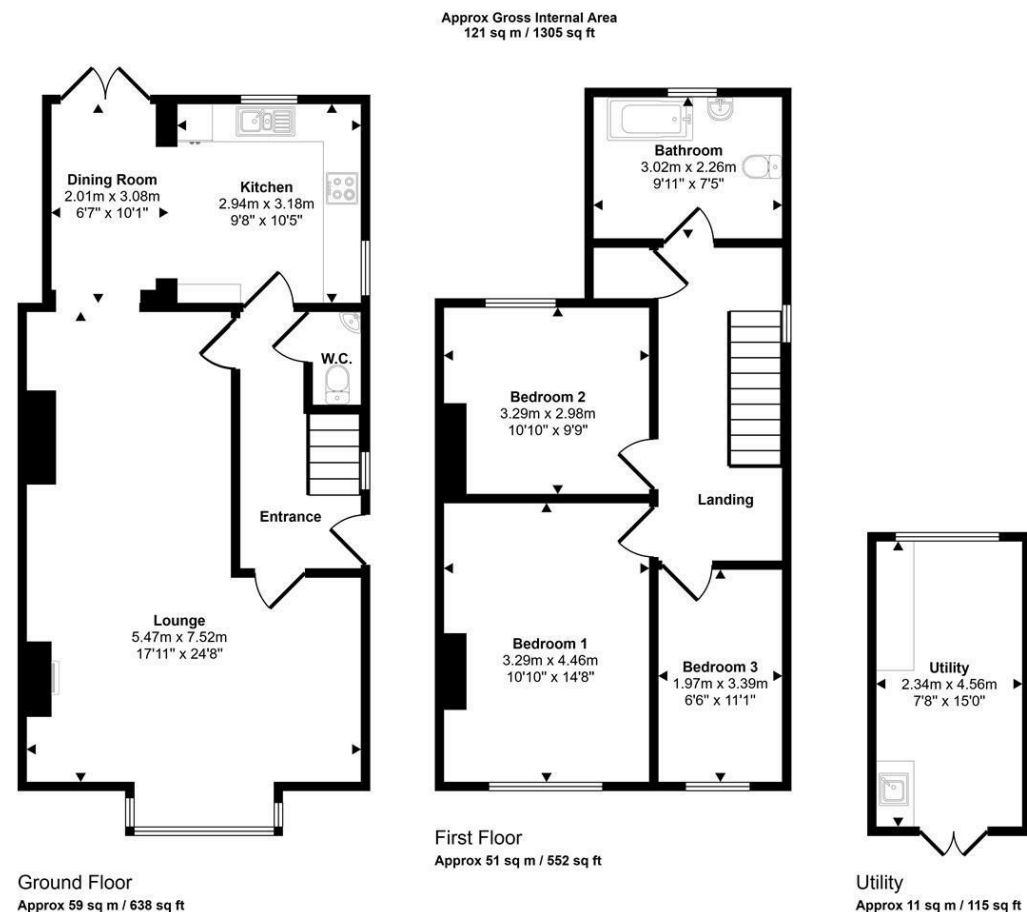 Approx Gross Internal Area
121 sq m / 1305 sq ft
Dining Room
2.01m x 3.08m
6'7" x 10'1"
Kitchen
2.94m x 3.18m
9'8" x 10'5"
W.C.
Entrance
Lounge
5.47m x 7.52m
17'11" x 24'8"
Ground Floor
Approx 59 sq m / 638 sq ft
Bathroom
3.02m x 2.26m
9'11" x 7'5"
Bedroom 2
3.29m x 2.98m
10'10" x 9'9"
Landing
Bedroom 1
3.29m x 4.46m
10'10" x 14'8"
Bedroom 3
1.97m x 3.39m
6'6" x 11'1"
First Floor
Approx 51 sq m / 552 sq ft
Utility
2.34m x 4.56m
7'8" x 15'0"
Utility
Approx 11 sq m / 115 sq ft